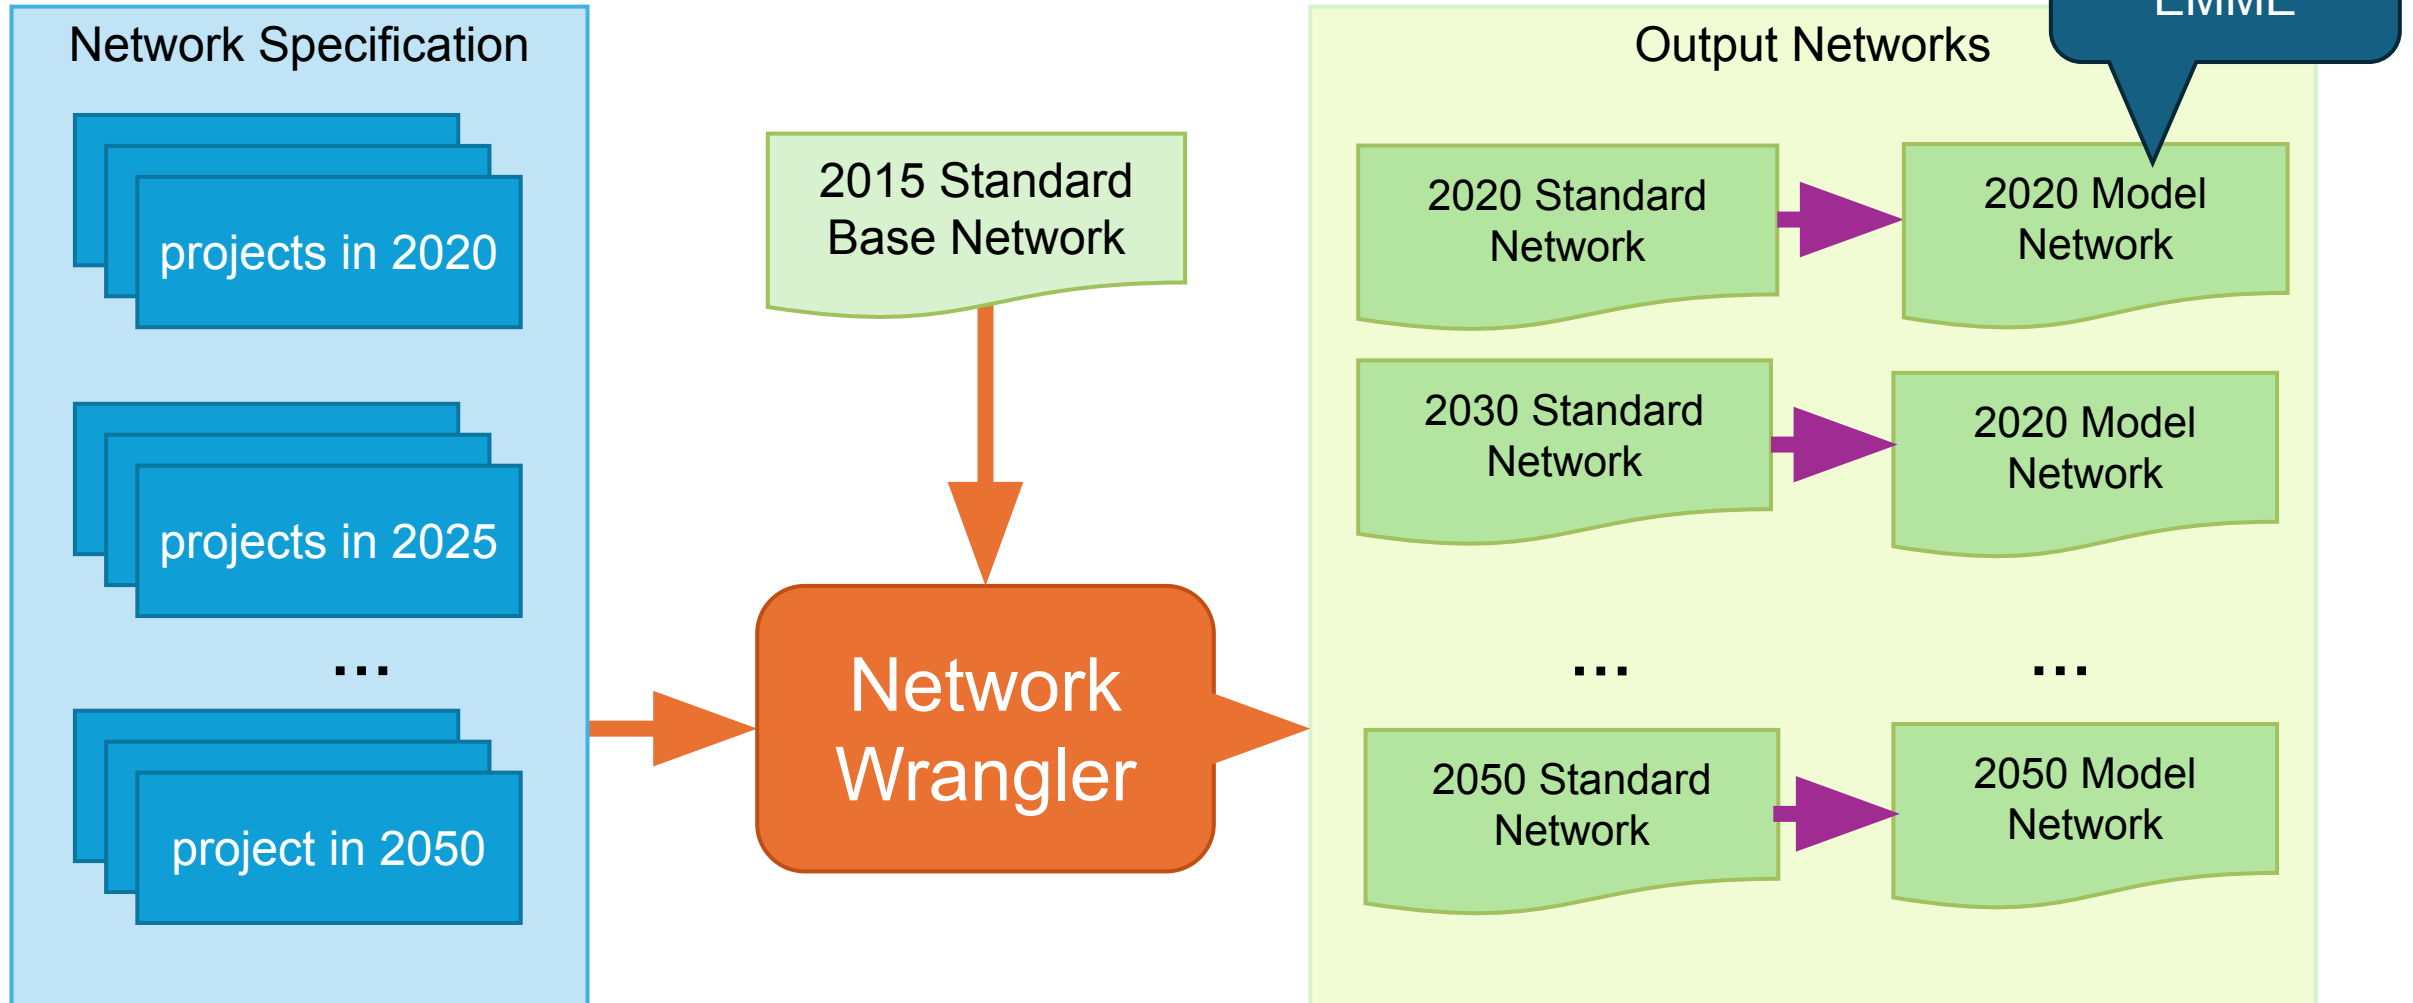 Network Specification
projects in 2020
projects in 2025
...
project in 2050
2015 Standard
Base Network
Network
Wrangler
Output Networks
EMME
2020 Standard
Network
2020 Model
Network
2030 Standard
Network
2020 Model
Network
...
...
2050 Standard
Network
2050 Model
Network